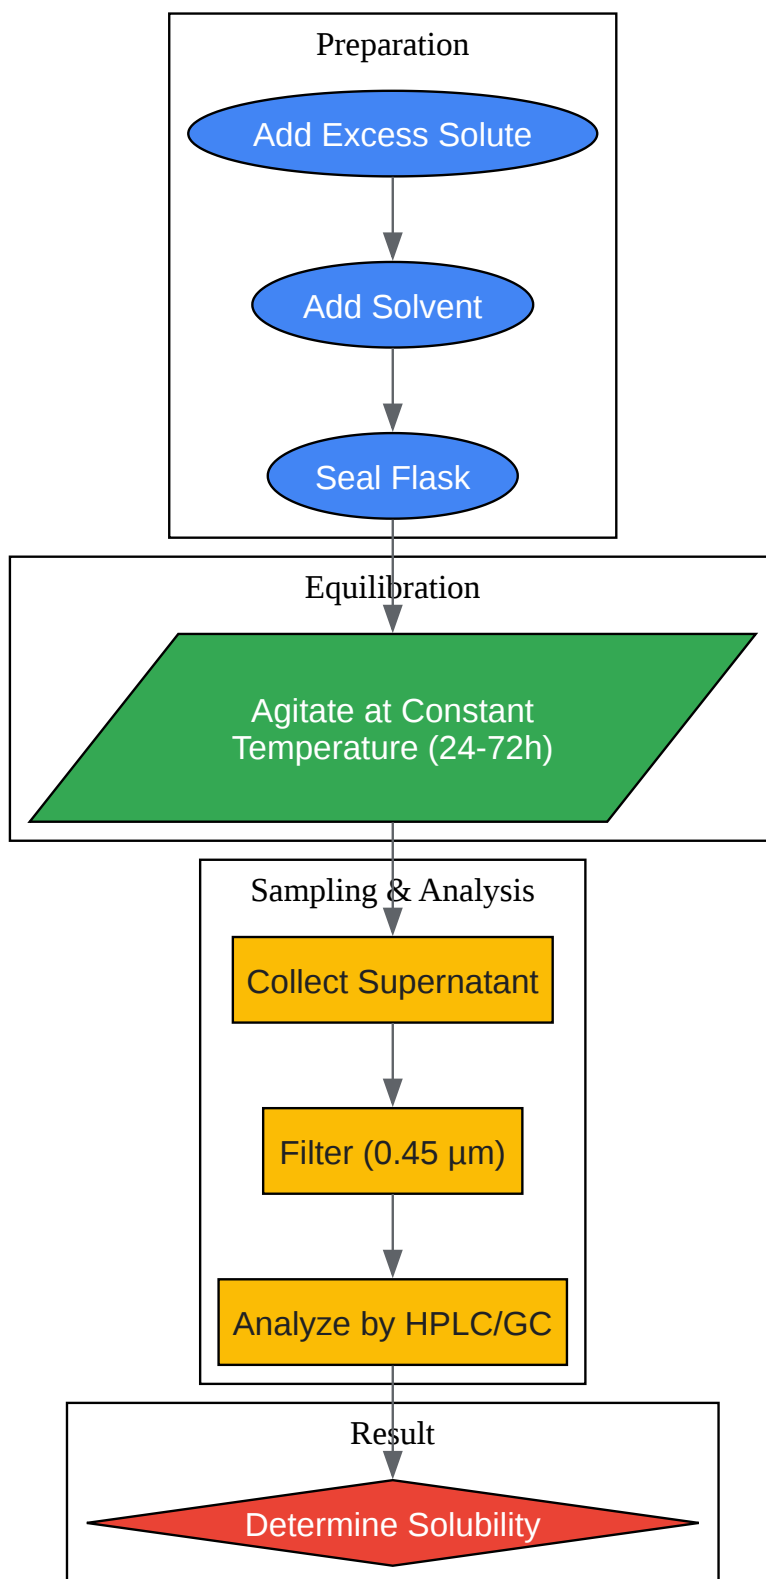 Preparation
Add Excess Solute
Add Solvent
Seal Flask
Equilibration
Agitate at Constant
Temperature (24-72h)
Sampling & Analysis
Collect Supernatant
Filter (0.45 µm)
Analyze by HPLC/GC
Result
Determine Solubility